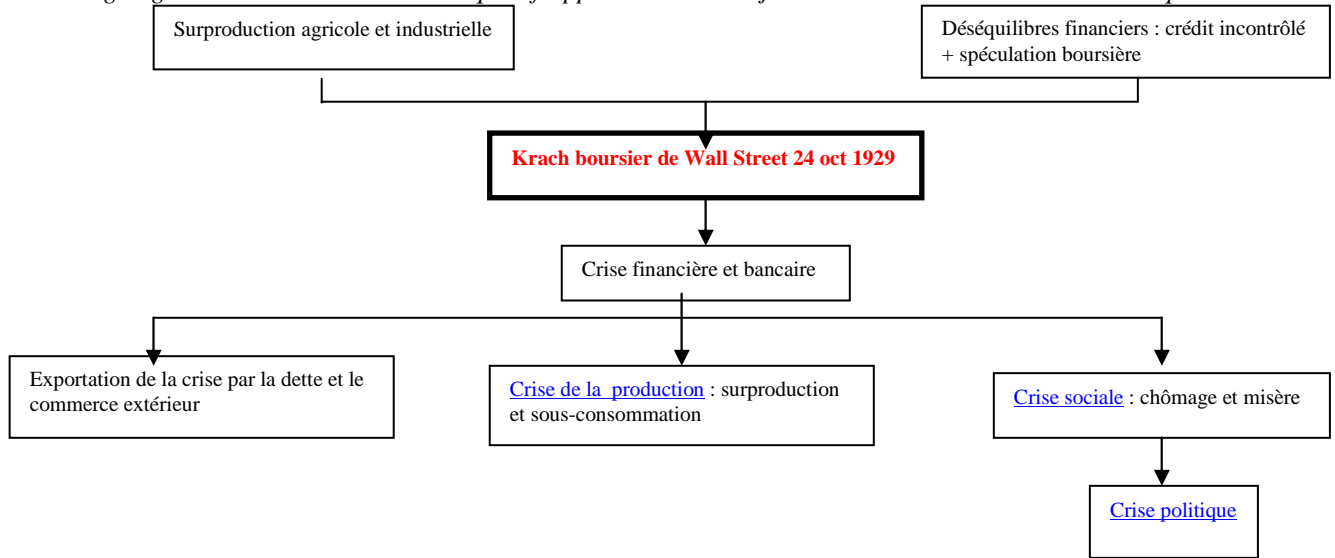 Surproduction agricole et industrielle
Déséquilibres financiers : crédit incontrôlé
+ spéculation boursière
Krach boursier de Wall Street 24 oct 1929
Crise financière et bancaire
Exportation de la crise par la dette et le
commerce extérieur
Crise de la production : surproduction
et sous-consommation
Crise sociale : chômage et misère
Crise politique